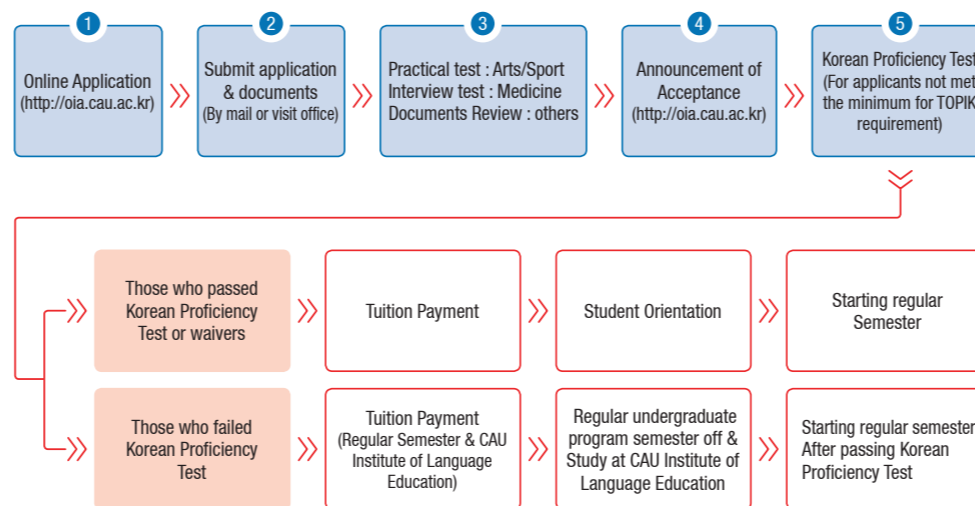 1
Online Application
(http://oia.cau.ac.kr)
2
Submit application
& documents
(By mail or visit office)
3
Practical test : Arts/Sport
Interview test : Medicine
Documents Review : others
4
Announcement of
Acceptance
(http://oia.cau.ac.kr)
5
Korean Proficiency Test
(For applicants not met
the minimum for TOPIK
requirement)
Those who passed
Korean Proficiency
Test or waivers
Tuition Payment
Student Orientation
Starting regular
Semester
Those who failed
Korean Proficiency
Test
Tuition Payment
(Regular Semester & CAU
Institute of Language
Education)
Regular undergraduate
program semester off &
Study at CAU Institute of
Language Education
Starting regular semester
After passing Korean
Proficiency Test